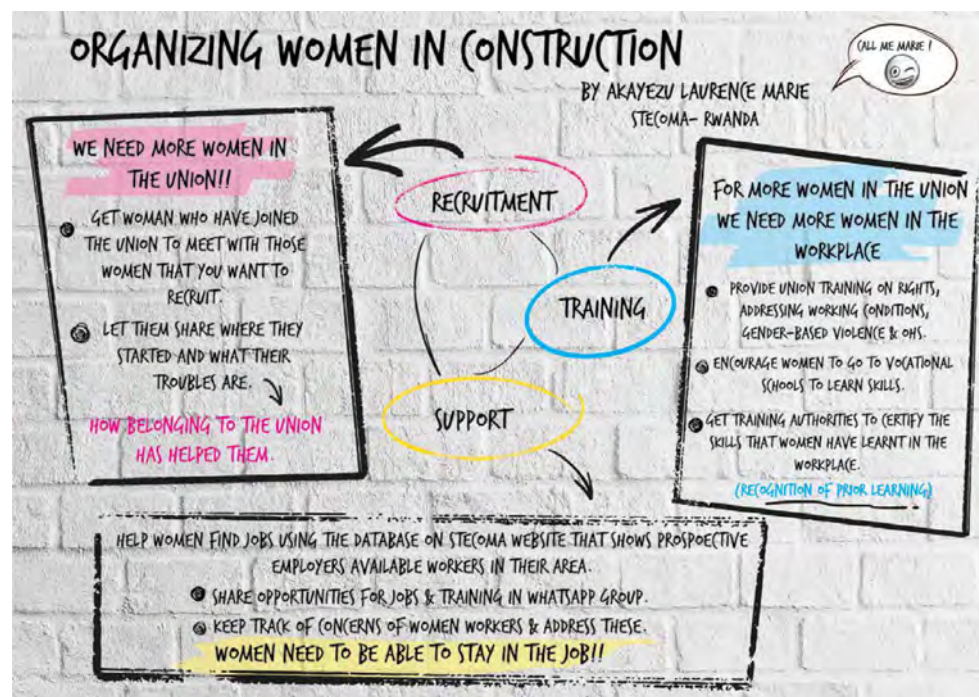 ORGANIZING WOMEN IN CONSTRUCTION
CALL ME MARIE !
BY AKAYEZU LAURENCE MARIE
STECOMA- RWANDA
WE NEED MORE WOMEN IN
THE UNION!!
GET WOMAN WHO HAVE JOINED
THE UNION TO MEET WITH THOSE
WOMEN THAT YOU WANT TO
RECRUIT.
LET THEM SHARE WHERE THEY
STARTED AND WHAT THEIR
TROUBLES ARE.
HOW BELONGING TO THE UNION
HAS HELPED THEM.
RECRUITMENT
TRAINING
SUPPORT
FOR MORE WOMEN IN THE UNION
WE NEED MORE WOMEN IN THE
WORKPLACE
PROVIDE UNION TRAINING ON RIGHTS,
ADDRESSING WORKING CONDITIONS,
GENDER-BASED VIOLENCE & OHS.
ENCOURAGE WOMEN TO GO TO VOCATIONAL
SCHOOLS TO LEARN SKILLS.
GET TRAINING AUTHORITIES TO CERTIFY THE
SKILLS THAT WOMEN HAVE LEARNT IN THE
WORKPLACE.
(RECOGNITION OF PRIOR LEARNING)
HELP WOMEN FIND JOBS USING THE DATABASE ON STECOMA WEBSITE THAT SHOWS PROSPOECTIVE
EMPLOYERS AVAILABLE WORKERS IN THEIR AREA.
SHARE OPPORTUNITIES FOR JOBS & TRAINING IN WHATSAPP GROUP.
KEEP TRACK OF CONCERNS OF WOMEN WORKERS & ADDRESS THESE.
WOMEN NEED TO BE ABLE TO STAY IN THE JOB!!